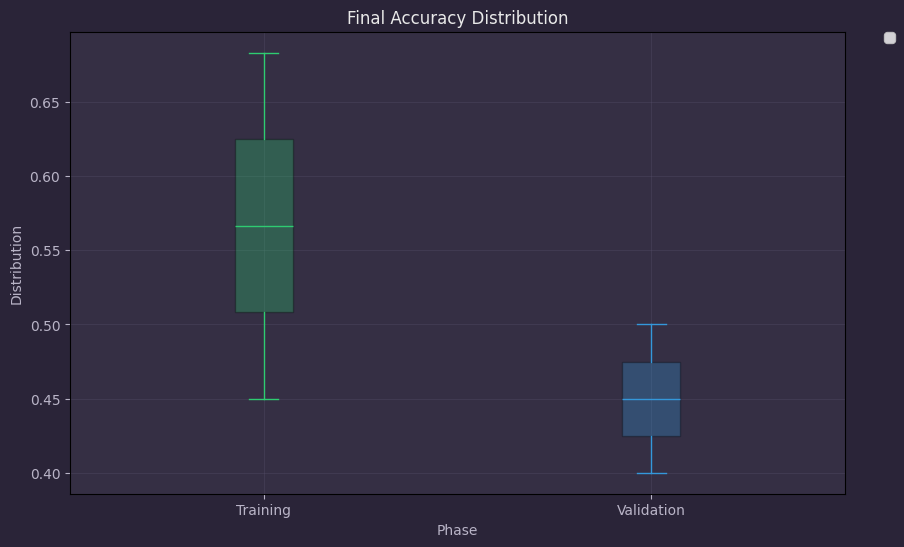 Final Accuracy Distribution
Distribution
0.65
0.60
0.55
0.50
0.45
0.40
Training
Validation
Phase